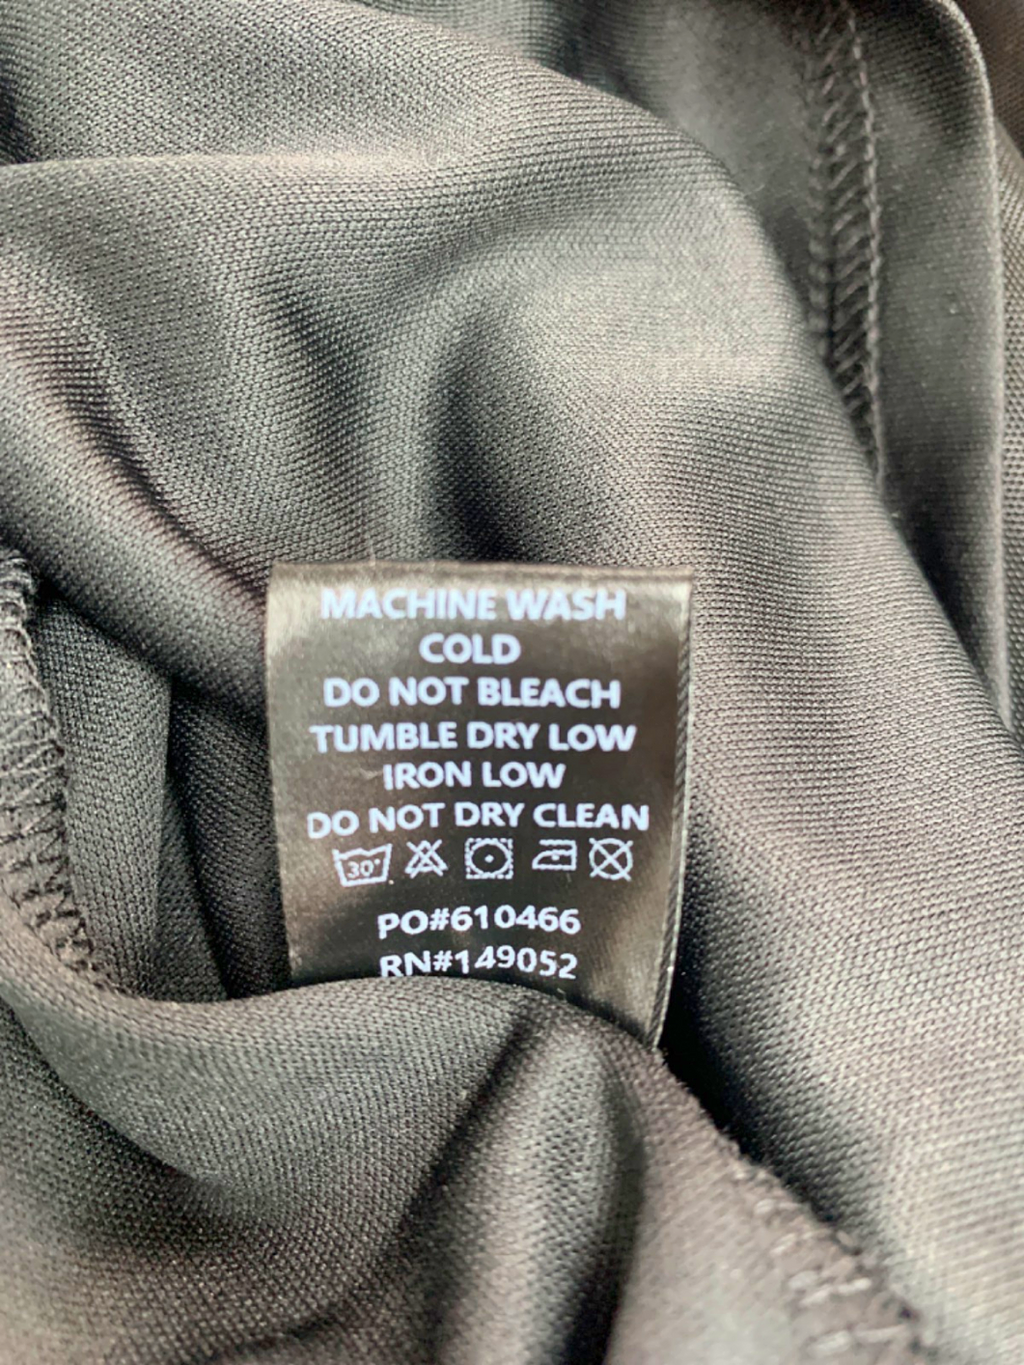 MACHINE WASH
COLD
DO NOT BLEACH
TUMBLE DRY LOW
IRON LOW
DO NOT DRY CLEAN
30°
PO#610466
RN#149052